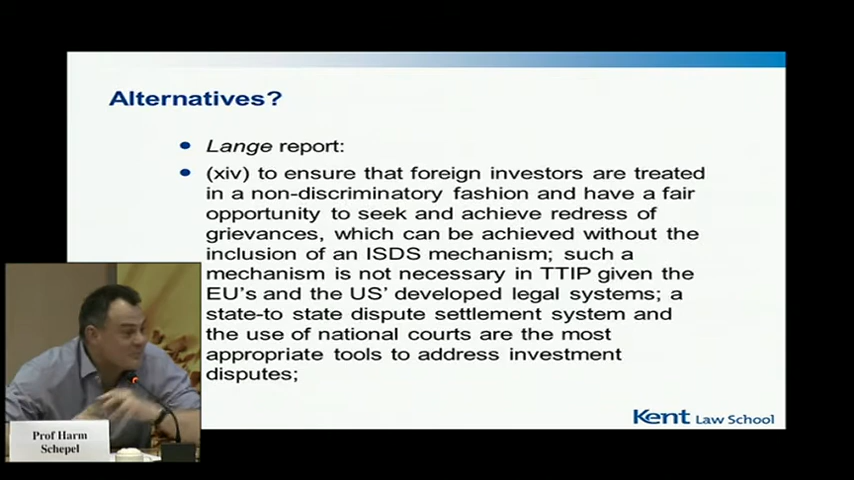 Alternatives?
Lange report:
(xiv) to ensure that foreign investors are treated
in a non-discriminatory fashion and have a fair
opportunity to seek and achieve redress of
grievances, which can be achieved without the
inclusion of an ISDS mechanism; such a
mechanism is not necessary in TTIP given the
EU's and the US' developed legal systems; a
state-to state dispute settlement system and
the use of national courts are the most
appropriate tools to address investment
disputes;
Kent Law School
Prof Harm
Schepel